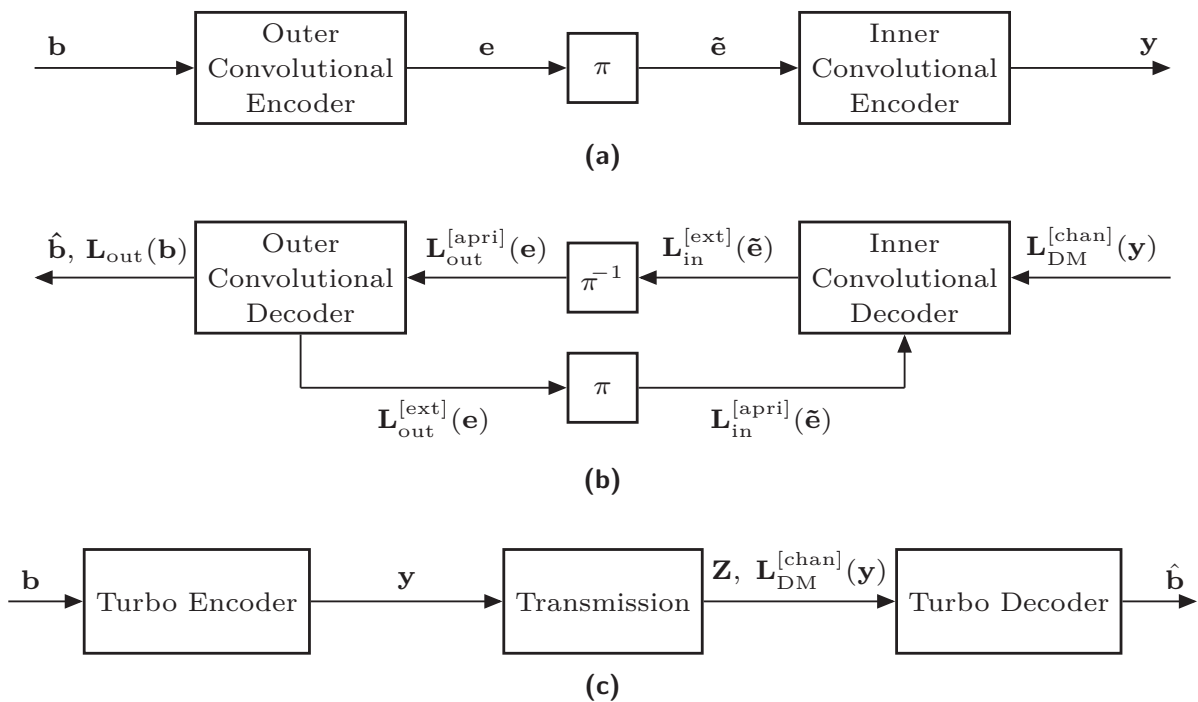 b
Outer
Convolutional
Encoder
e
π
ẽ
Inner
Convolutional
Encoder
y
(a)
b̂, L_out(b)
Outer
Convolutional
Decoder
L_out^[apri](e)
π^−1
L_in^[ext](ẽ)
Inner
Convolutional
Decoder
L_DM^[chan](y)
L_out^[ext](e)
π
L_in^[apri](ẽ)
(b)
b
Turbo Encoder
y
Transmission
Z, L_DM^[chan](y)
Turbo Decoder
b̂
(c)